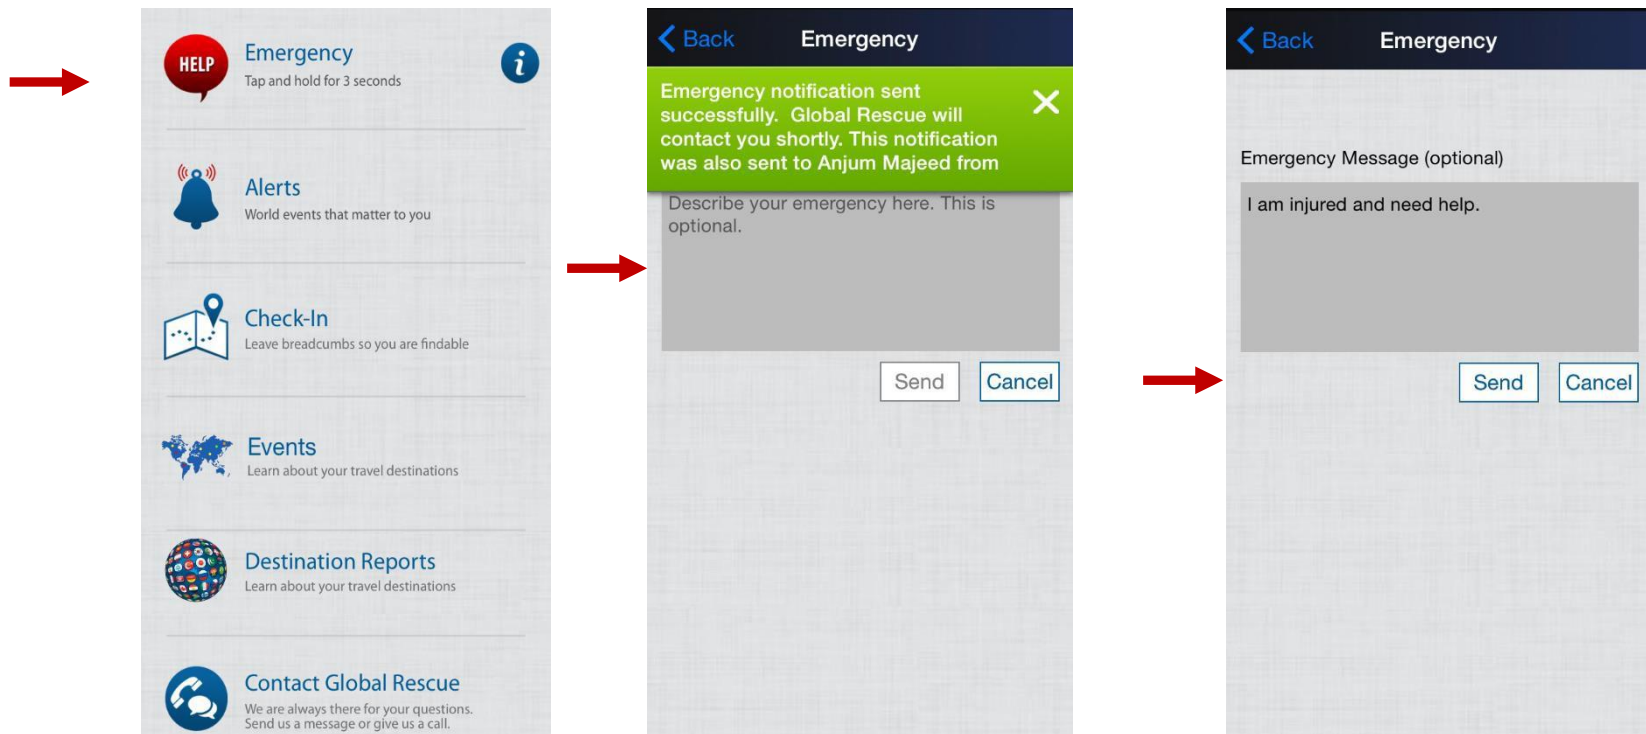 HELP
Emergency
Tap and hold for 3 seconds
i
Alerts
World events that matter to you
Check-In
Leave breadcumbs so you are findable
Events
Learn about your travel destinations
Destination Reports
Learn about your travel destinations
Contact Global Rescue
We are always there for your questions.
Send us a message or give us a call.
Back
Emergency
Emergency notification sent
successfully. Global Rescue will
contact you shortly. This notification
was also sent to Anjum Majeed from
Describe your emergency here. This is
optional.
Send
Cancel
Back
Emergency
Emergency Message (optional)
I am injured and need help.
Send
Cancel